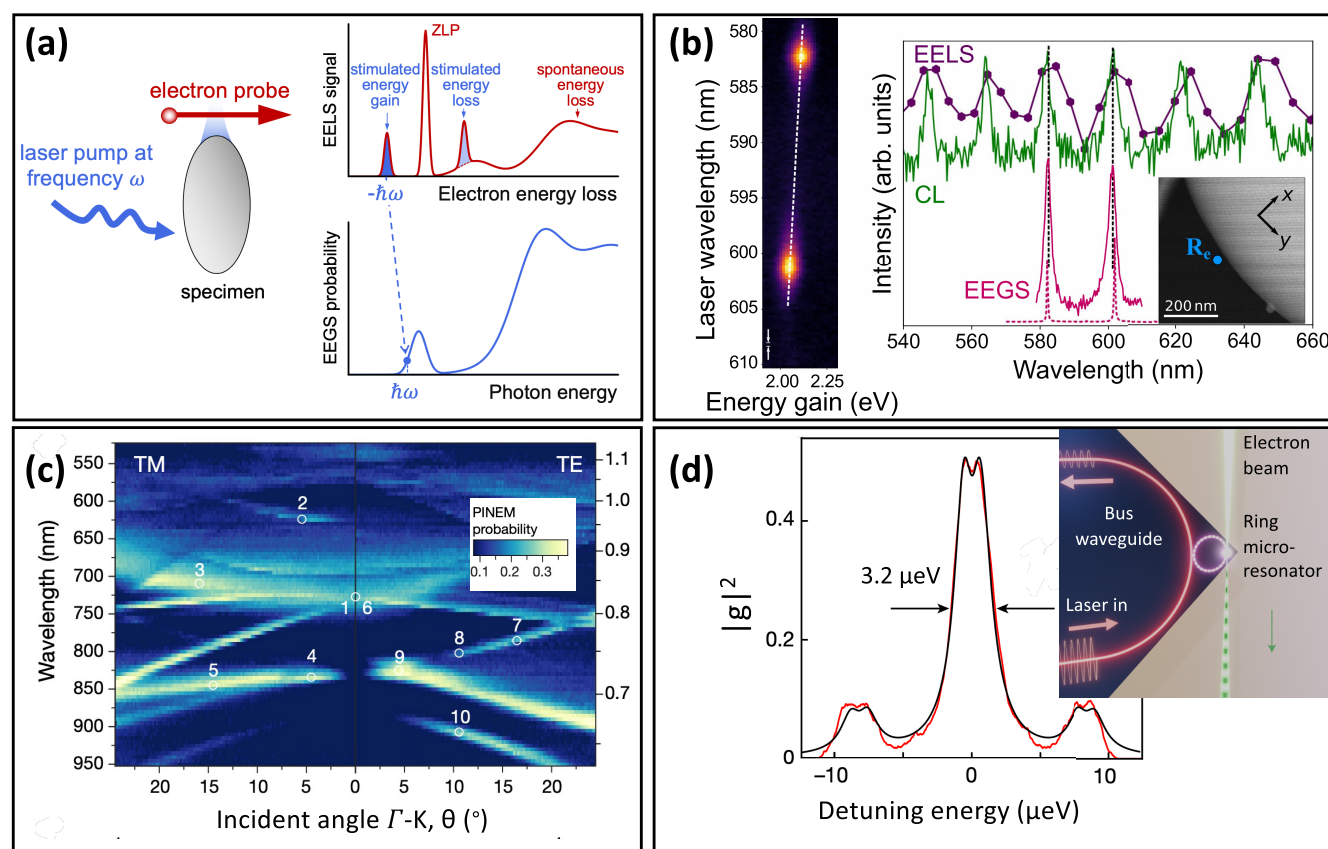 (a)
electron probe
laser pump at
frequency ω
specimen
EELS signal
ZLP
stimulated
energy
gain
stimulated
energy
loss
spontaneous
energy
loss
-ħω
Electron energy loss
EEGS probability
ħω
Photon energy
(b)
Laser wavelength (nm)
580
585
590
595
600
605
610
2.00 2.25
Energy gain (eV)
Intensity (arb. units)
EELS
CL
EEGS
Rₑ
x
y
200 nm
540 560 580 600 620 640 660
Wavelength (nm)
(c)
TM
TE
Wavelength (nm)
550
600
650
700
750
800
850
900
950
1.1
1.0
0.9
0.8
0.7
PINEM
probability
0.1 0.3
2
3
1 6
7
8
5
4
9
10
20 15 10 5 0 5 10 15 20
Incident angle Γ-K, θ (°)
(d)
|g|²
0.4
0.2
0
3.2 µeV
−10 0 10
Detuning energy (µeV)
Electron
beam
Bus
waveguide
Ring
micro-
resonator
Laser in